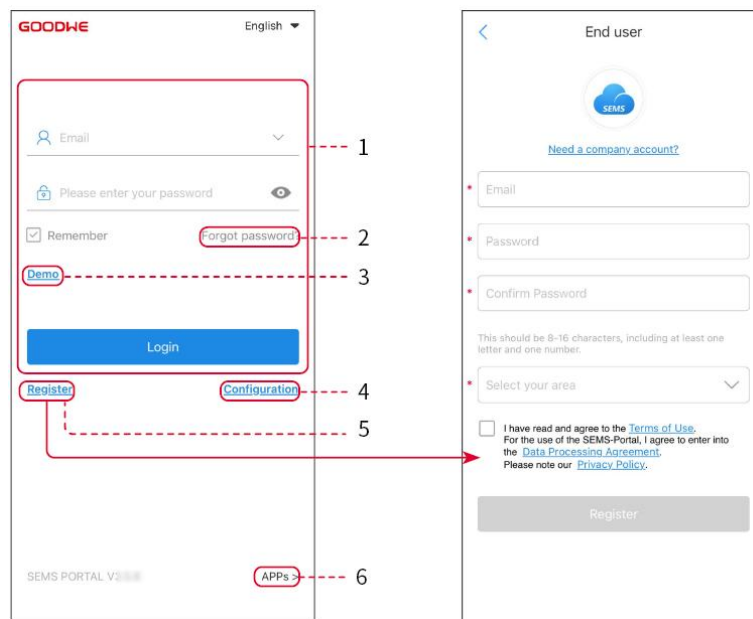 GOODWE
English
Email
1
Please enter your password
Remember
Forgot password?
2
Demo
3
Login
Register
Configuration
4
5
SEMS PORTAL
APPs >
6
End user
SEMS
Need a company account?
* Email
* Password
* Confirm Password
This should be 8-16 characters, including at least one
letter and one number.
* Select your area
I have read and agree to the Terms of Use.
For the use of the SEMS-Portal, I agree to enter into
the Data Processing Agreement.
Please note our Privacy Policy.
Register